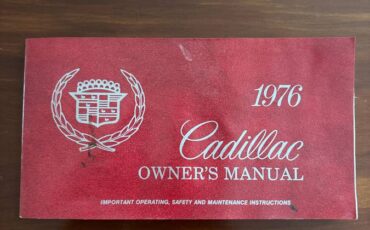 1976
Cadillac
OWNER'S MANUAL
IMPORTANT OPERATING, SAFETY AND MAINTENANCE INSTRUCTIONS